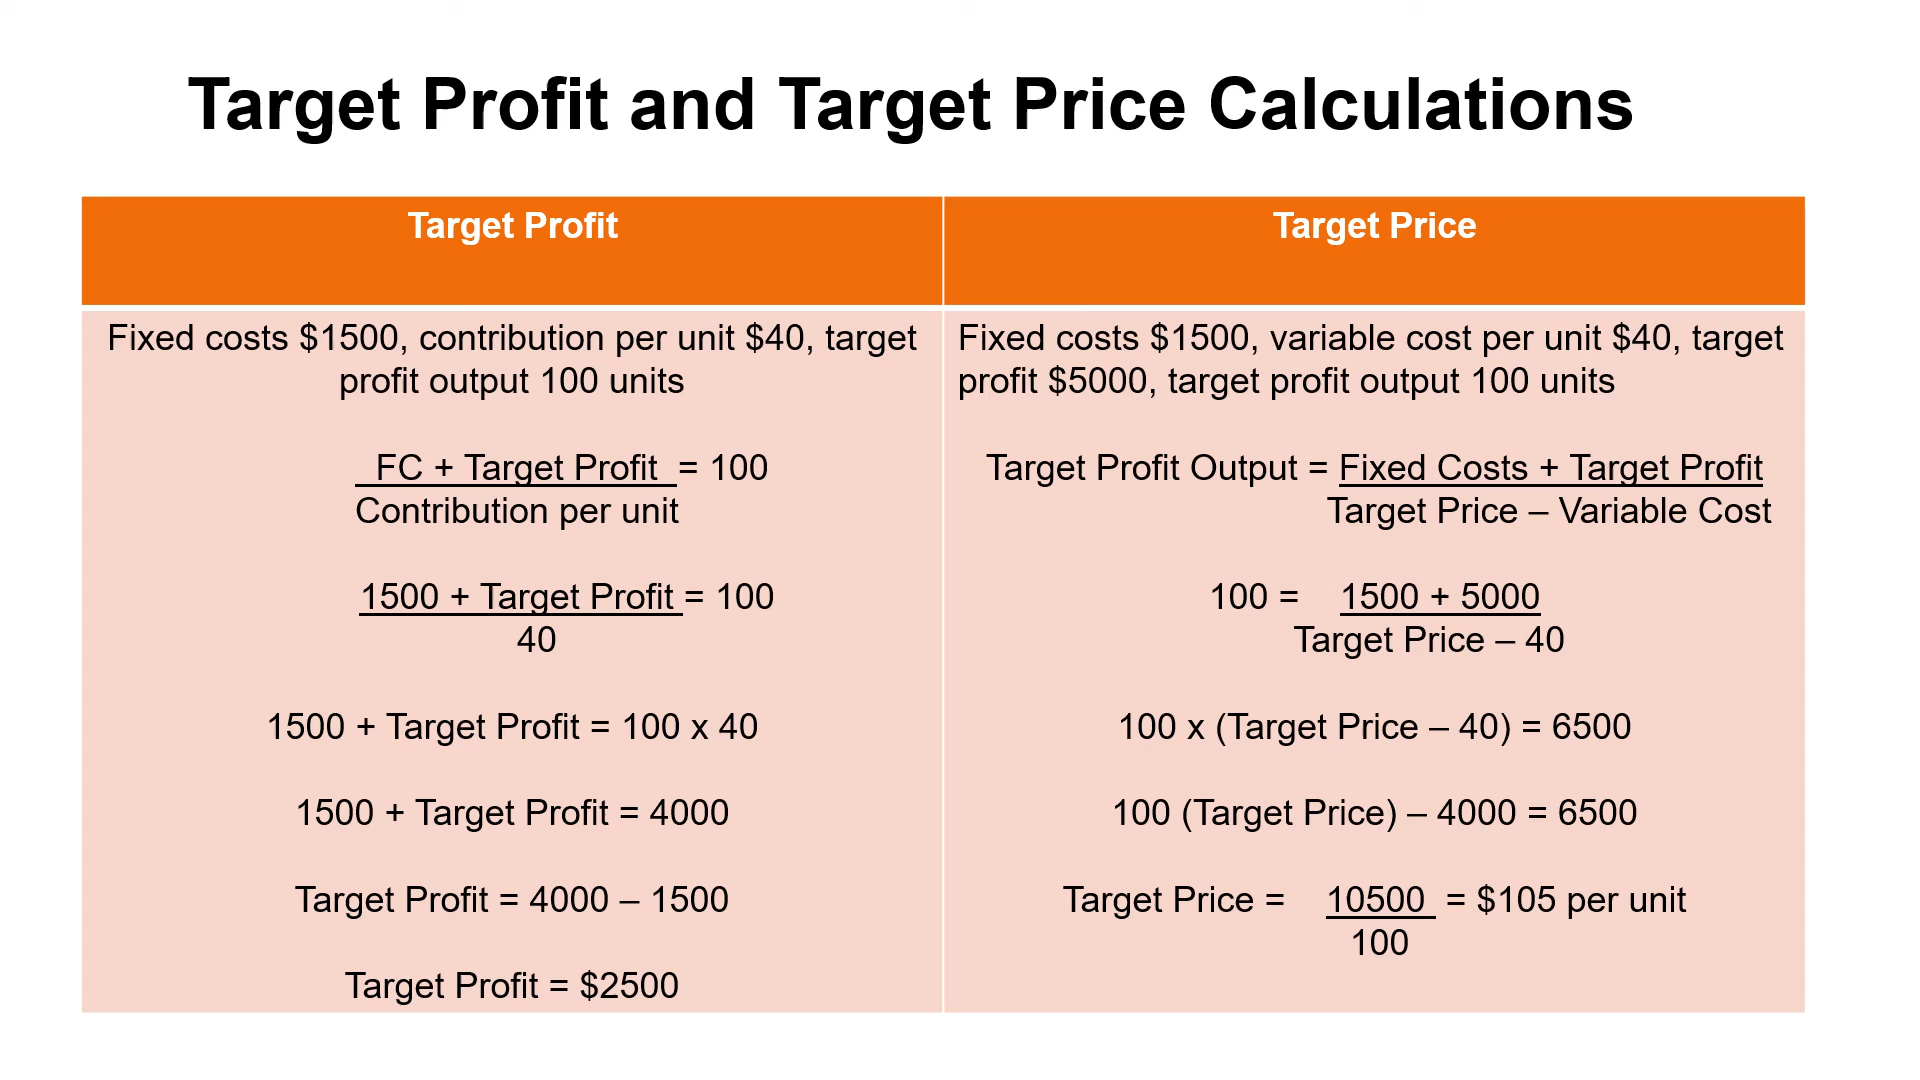 Target Profit and Target Price Calculations
Target Profit
Fixed costs $1500, contribution per unit $40, target
profit output 100 units
FC + Target Profit = 100
Contribution per unit
1500 + Target Profit = 100
40
1500 + Target Profit = 100 x 40
1500 + Target Profit = 4000
Target Profit = 4000 – 1500
Target Profit = $2500
Target Price
Fixed costs $1500, variable cost per unit $40, target
profit $5000, target profit output 100 units
Target Profit Output = Fixed Costs + Target Profit
Target Price – Variable Cost
100 = 1500 + 5000
Target Price – 40
100 x (Target Price – 40) = 6500
100 (Target Price) – 4000 = 6500
Target Price = 10500 = $105 per unit
100